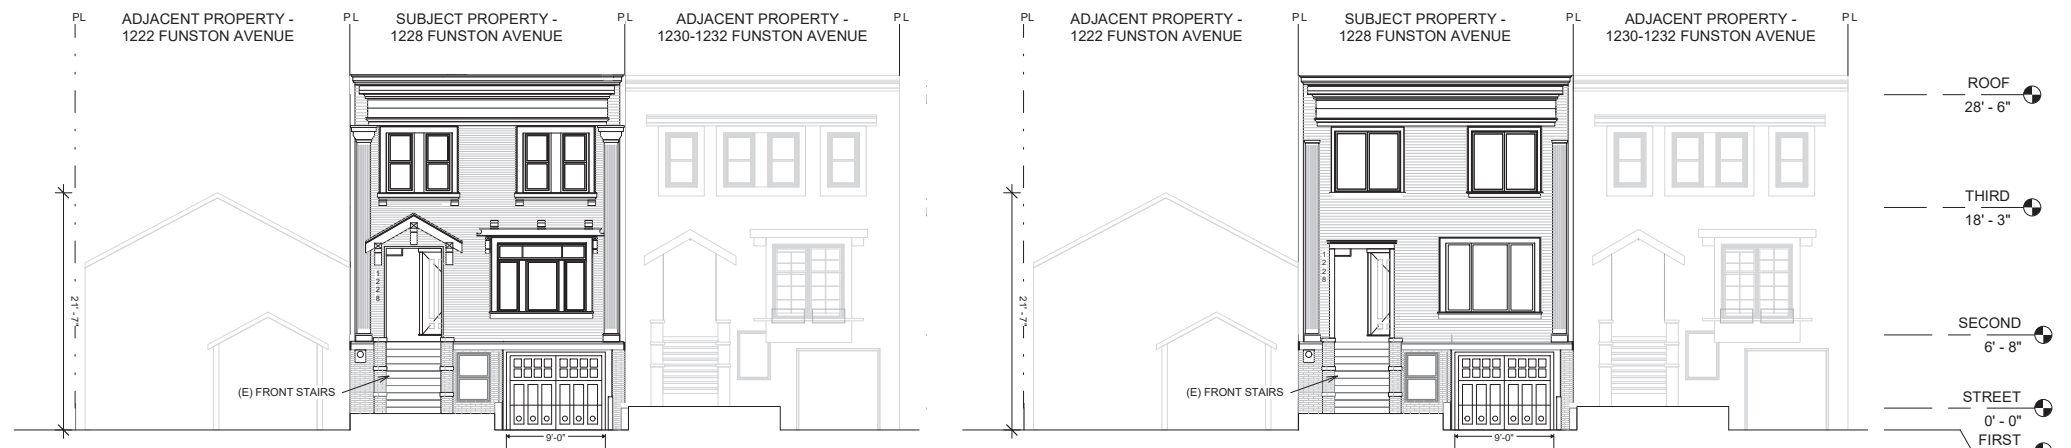 PL
ADJACENT PROPERTY -
1222 FUNSTON AVENUE
PL
SUBJECT PROPERTY -
1228 FUNSTON AVENUE
PL
ADJACENT PROPERTY -
1230-1232 FUNSTON AVENUE
PL
1228
21' - 7"
(E) FRONT STAIRS
9'-0"
PL
ADJACENT PROPERTY -
1222 FUNSTON AVENUE
PL
SUBJECT PROPERTY -
1228 FUNSTON AVENUE
PL
ADJACENT PROPERTY -
1230-1232 FUNSTON AVENUE
PL
1228
21' - 7"
(E) FRONT STAIRS
9'-0"
ROOF
28' - 6"
THIRD
18' - 3"
SECOND
6' - 8"
STREET
0' - 0"
FIRST